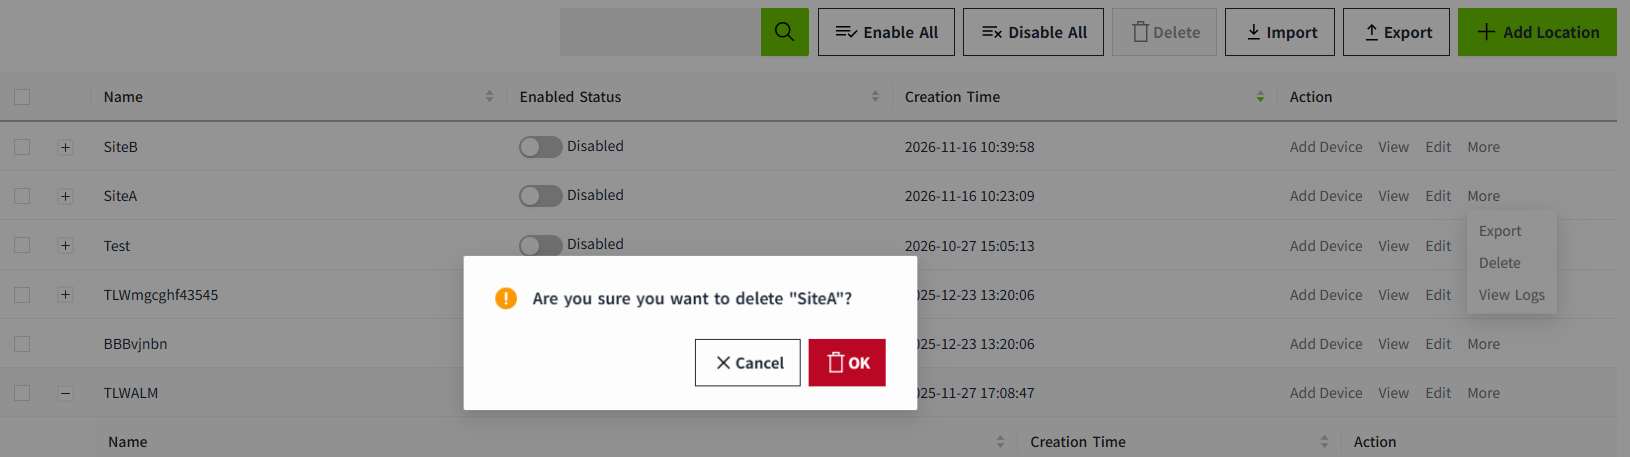 Enable All Disable All Delete Import Export Add Location
Name Enabled Status Creation Time Action
SiteB Disabled 2026-11-16 10:39:58 Add Device View Edit More
SiteA Disabled 2026-11-16 10:23:09 Add Device View Edit More
Export
Delete
View Logs
Test Disabled 2026-10-27 15:05:13 Add Device View Edit
TLWmgcghf43545 025-12-23 13:20:06 Add Device View Edit
BBBvjnbn 025-12-23 13:20:06 Add Device View Edit More
TLWALM 025-11-27 17:08:47 Add Device View Edit More
Name Creation Time Action
Are you sure you want to delete "SiteA"?
Cancel OK